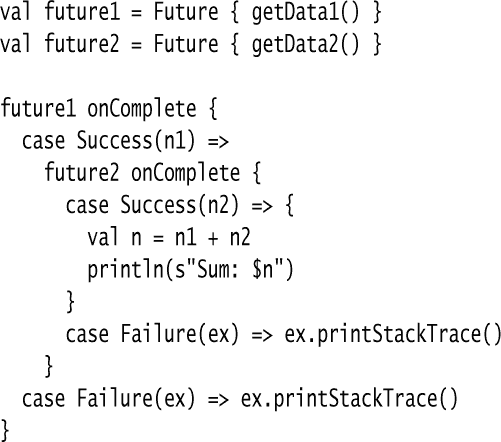 val future1 = Future { getData1() }
val future2 = Future { getData2() }

future1 onComplete {
  case Success(n1) =>
    future2 onComplete {
      case Success(n2) => {
        val n = n1 + n2
        println(s"Sum: $n")
      }
      case Failure(ex) => ex.printStackTrace()
    }
  case Failure(ex) => ex.printStackTrace()
}